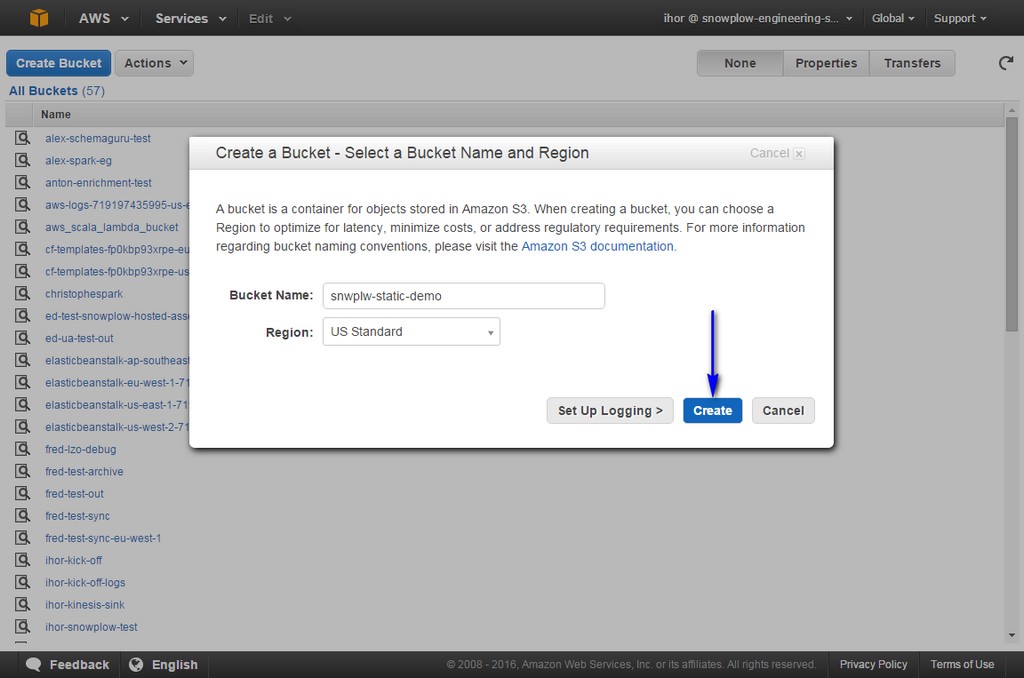 AWS Services Edit ihor @ snowplow-engineering-s... Global Support
Create Bucket Actions None Properties Transfers
All Buckets (57)
Name
alex-schemaguru-test
alex-spark-eg
anton-enrichment-test
aws-logs-719197435995-us-e
aws_scala_lambda_bucket
cf-templates-fp0kbp93xrpe-eu
cf-templates-fp0kbp93xrpe-us
christophespark
ed-test-snowplow-hosted-asse
ed-ua-test-out
elasticbeanstalk-ap-southeast
elasticbeanstalk-eu-west-1-71
elasticbeanstalk-us-east-1-71
elasticbeanstalk-us-west-2-71
fred-lzo-debug
fred-test-archive
fred-test-out
fred-test-sync
fred-test-sync-eu-west-1
ihor-kick-off
ihor-kick-off-logs
ihor-kinesis-sink
ihor-snowplow-test
Create a Bucket - Select a Bucket Name and Region Cancel
A bucket is a container for objects stored in Amazon S3. When creating a bucket, you can choose a
Region to optimize for latency, minimize costs, or address regulatory requirements. For more information
regarding bucket naming conventions, please visit the Amazon S3 documentation.
Bucket Name: snwplw-static-demo
Region: US Standard
Set Up Logging > Create Cancel
Feedback English © 2008 - 2016, Amazon Web Services, Inc. or its affiliates. All rights reserved. Privacy Policy Terms of Use